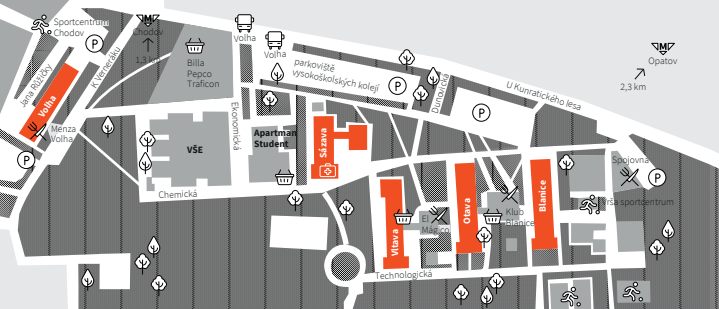 Sportcentrum
Chodov
P
M
Chodov
1,3 km
Jana Růžičky
K Verneráku
Volha
Menza
Volha
P
Billa
Pepco
Traficon
Volha
Volha
parkoviště
vysokoškolských kolejí
P
Dunovická
P
U Kunratického lesa
M
Opatov
2,3 km
Ekonomická
VŠE
Apartman
Student
Sázava
Chemická
Vltava
El
Mágico
Otava
Klub
Blanice
Blanice
Spojovna
P
Vrša sportcentrum
Technologická